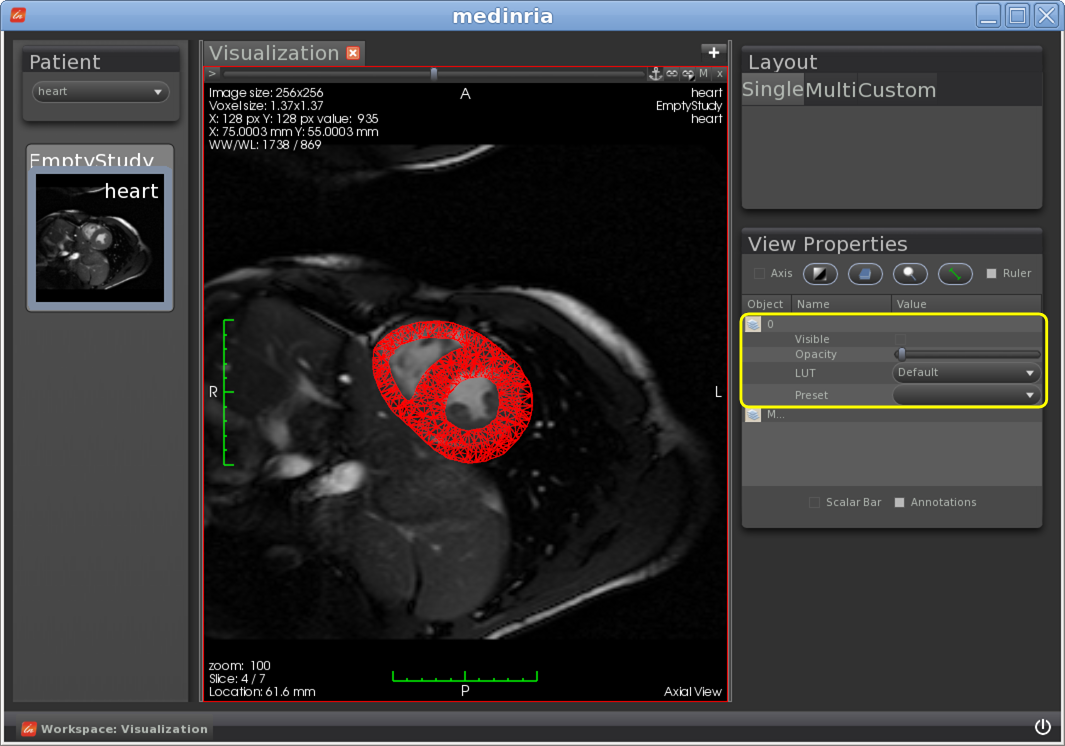 medinria
Patient
heart
EmptyStudy
heart
Visualization
+
> M x
Image size: 256x256
Voxel size: 1.37x1.37
X: 128 px Y: 128 px value: 935
X: 75.0003 mm Y: 55.0003 mm
WW/WL: 1738 / 869
A
heart
EmptyStudy
heart
R
L
zoom: 100
Slice: 4 / 7
Location: 61.6 mm
P
Axial View
Layout
Single Multi Custom
View Properties
Axis
Ruler
Object Name Value
0
Visible
Opacity
LUT Default
Preset
M...
Scalar Bar Annotations
Workspace: Visualization